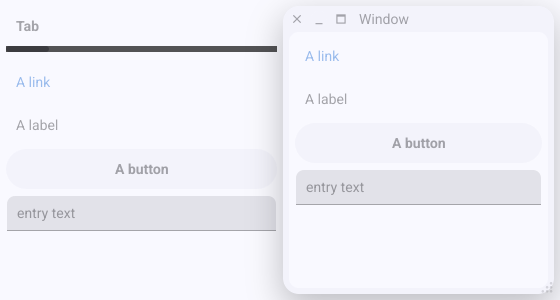 Tab
A link
A label
A button
entry text
Window
A link
A label
A button
entry text